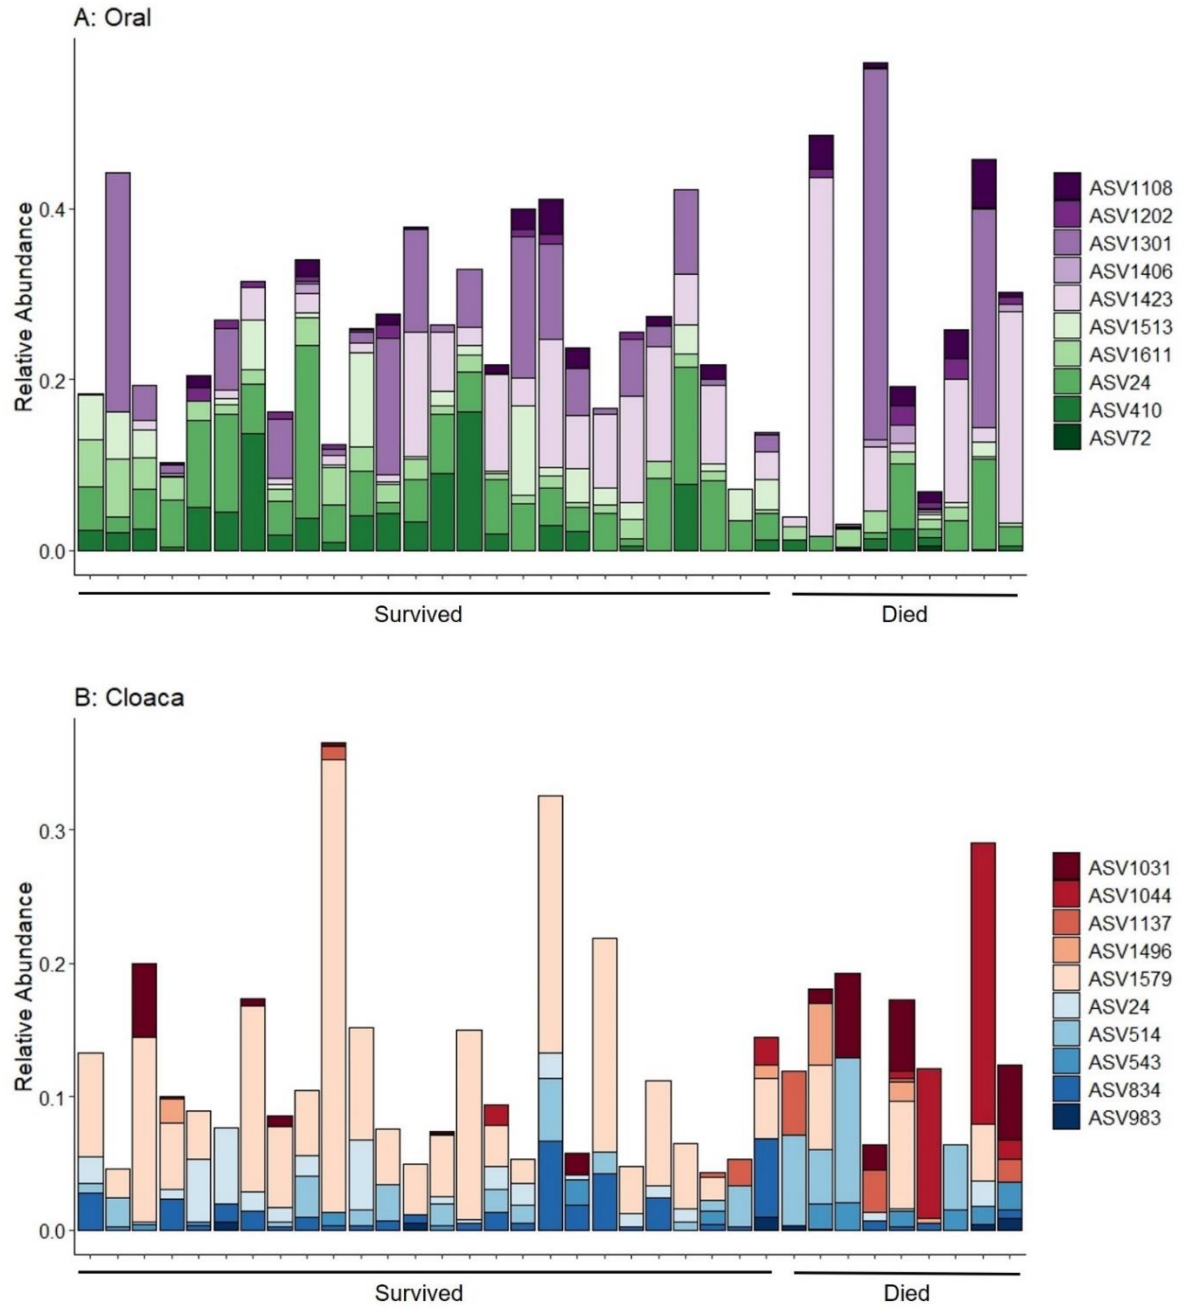 A: Oral
Relative Abundance
0.4
0.2
0.0
Survived
Died
ASV1108
ASV1202
ASV1301
ASV1406
ASV1423
ASV1513
ASV1611
ASV24
ASV410
ASV72
B: Cloaca
Relative Abundance
0.3
0.2
0.1
0.0
Survived
Died
ASV1031
ASV1044
ASV1137
ASV1496
ASV1579
ASV24
ASV514
ASV543
ASV834
ASV983